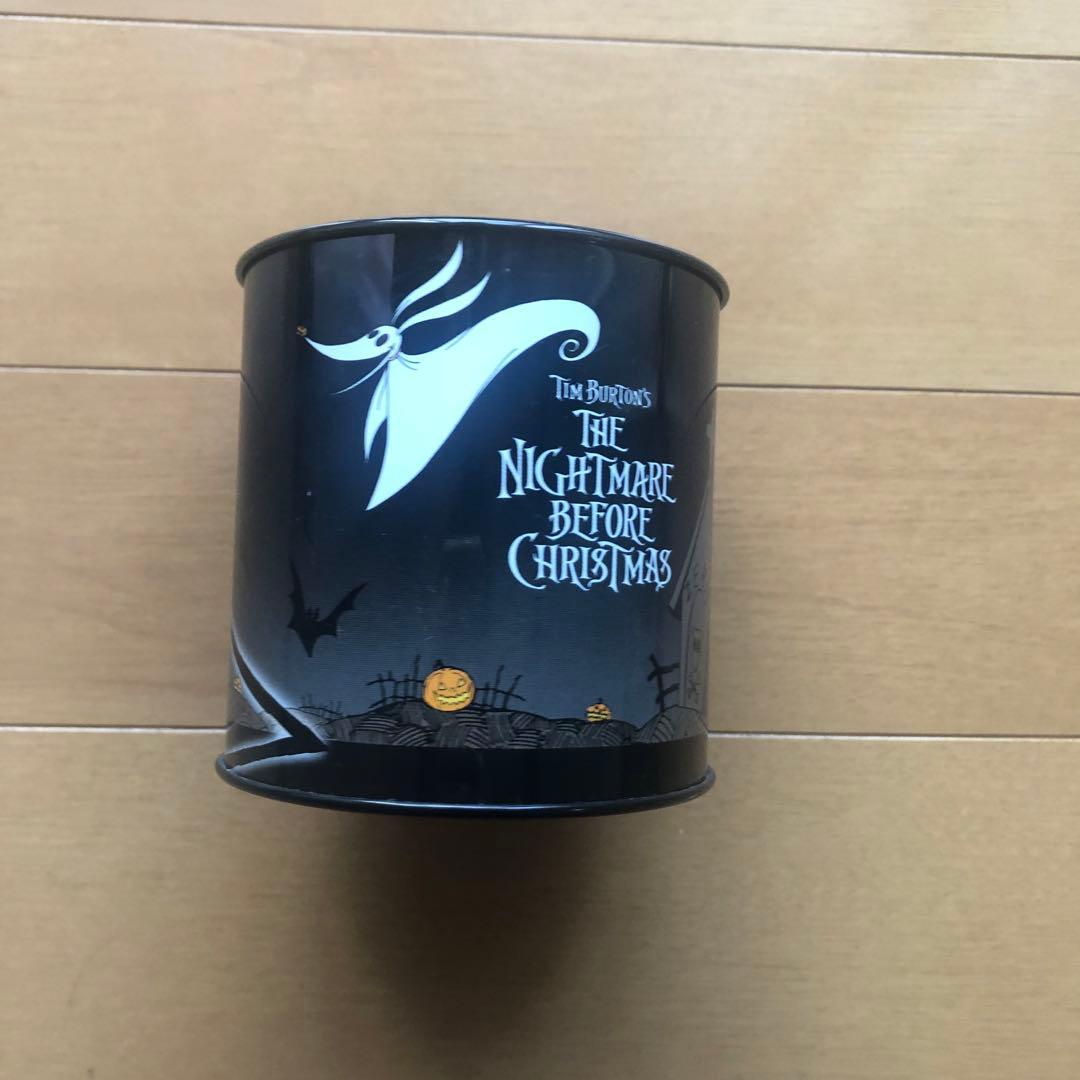 TIM BURTON'S
THE
NIGHTMARE
BEFORE
CHRISTMAS